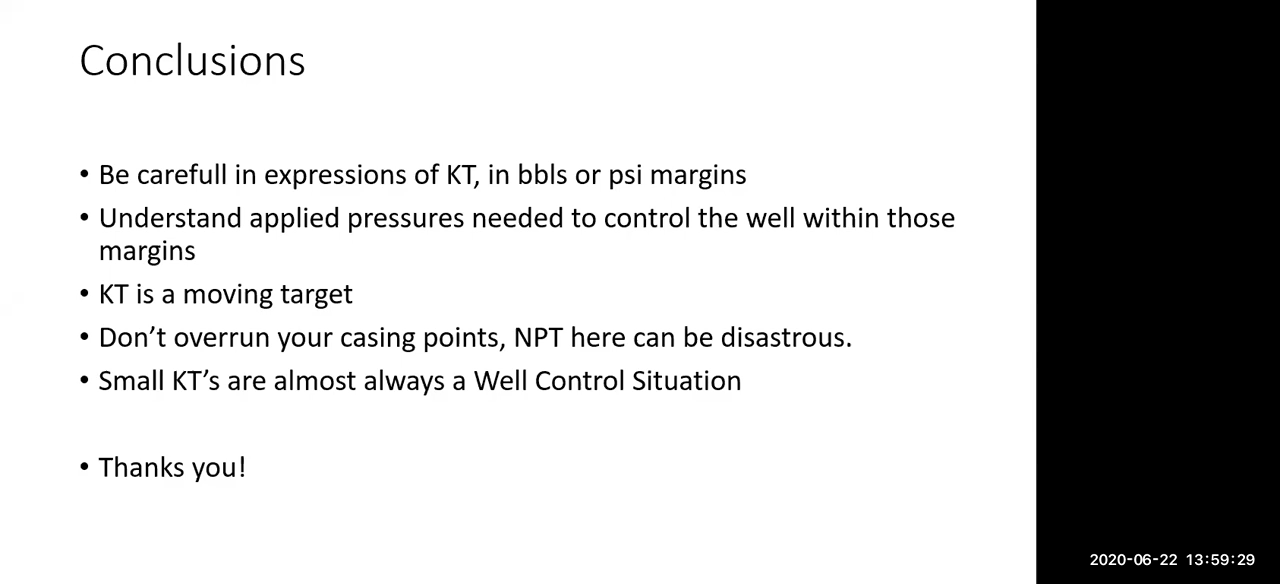 Conclusions
• Be carefull in expressions of KT, in bbls or psi margins
• Understand applied pressures needed to control the well within those
margins
• KT is a moving target
• Don’t overrun your casing points, NPT here can be disastrous.
• Small KT’s are almost always a Well Control Situation
• Thanks you!
2020-06-22 13:59:29